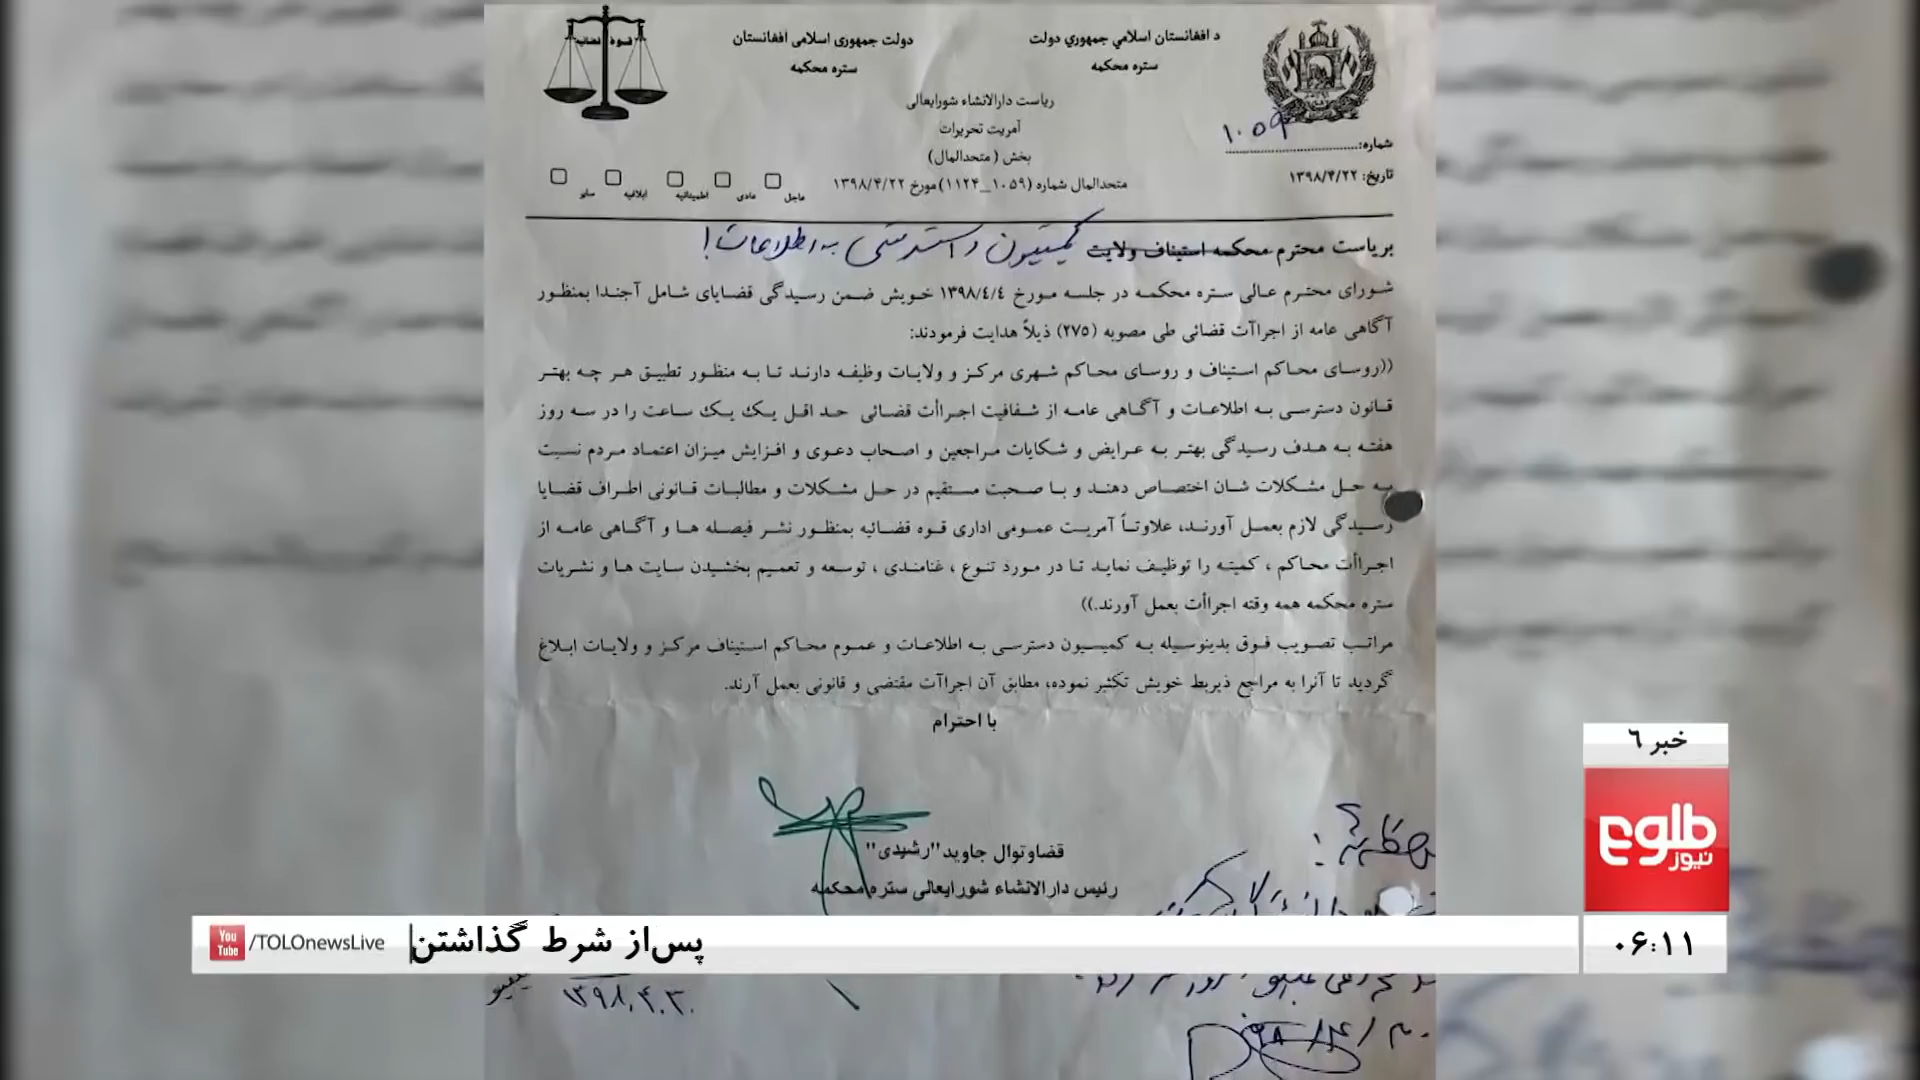 د افغانستان اسلامي جمهوري دولت
ستره محکمه
دولت جمهوری اسلامی افغانستان
ستره محکمه
قوه قضائیه
ریاست دارالانشاء شورایعالی
آمریت تحریرات
بخش (متحدالمال)
شماره: ۱۰۵۹
تاریخ: ۱۳۹۸/۴/۲۲
متحدالمال شماره (۱۰۵۹_۱۱۲۴) مورخ ۱۳۹۸/۴/۲۲
عاجل عادی اطمینانیه ابلاغیه سایر
بریاست محترم محکمه استیناف ولایت کمیسیون دسترسی به اطلاعات!
شورای محترم عالی ستره محکمه در جلسه مورخ ۱۳۹۸/٤/٤ خویش ضمن رسیدگی قضایای شامل آجندا بمنظور
آگاهی عامه از اجراآت قضائی طی مصوبه (۲۷۵) ذیلاً هدایت فرمودند:
((روسای محاکم استیناف و روسای محاکم شهری مرکز و ولایات وظیفه دارند تا به منظور تطبیق هر چه بهتر
قانون دسترسی به اطلاعات و آگاهی عامه از شفافیت اجراأت قضائی حد اقل یک یک ساعت را در سه روز
هفته به هدف رسیدگی بهتر به عرایض و شکایات مراجعین و اصحاب دعوی و افزایش میزان اعتماد مردم نسبت
به حل مشکلات شان اختصاص دهند و با صحبت مستقیم در حل مشکلات و مطالبات قانونی اطراف قضایا
رسیدگی لازم بعمل آورند، علاوتاً آمریت عمومی اداری قوه قضائیه بمنظور نشر فیصله ها و آگاهی عامه از
اجراأت محاکم ، کمیته را توظیف نماید تا در مورد تنوع ، غنامندی ، توسعه و تعمیم بخشیدن سایت ها و نشریات
ستره محکمه همه وقته اجراأت بعمل آورند.))
مراتب تصویب فوق بدینوسیله به کمیسیون دسترسی به اطلاعات و عموم محاکم استیناف مرکز و ولایات ابلاغ
گردید تا آنرا به مراجع ذیربط خویش تکثیر نموده، مطابق آن اجراآت مقتضی و قانونی بعمل آرند.
با احترام
قضاوتوال جاوید "رشیدی"
رئیس دارالانشاء شورایعالی ستره محکمه
خبر ٦
طلوع
نیوز
۰۶:۱۱
You Tube /TOLOnewsLive
پس‌از شرط گذاشتن